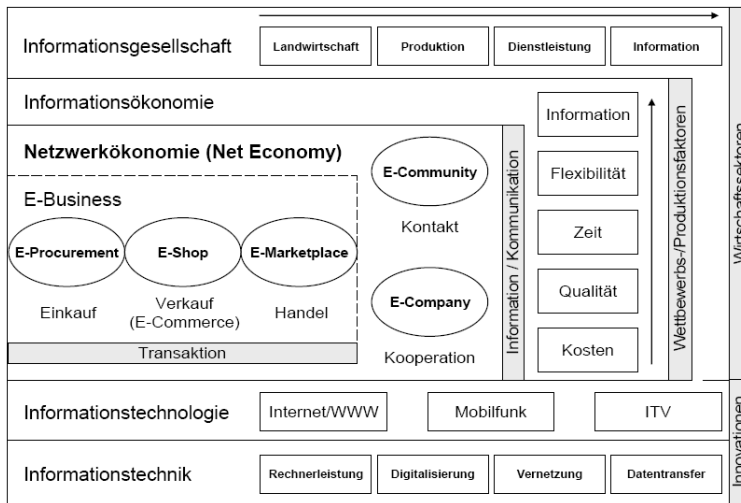 Informationsgesellschaft
Landwirtschaft
Produktion
Dienstleistung
Information
Wirtschaftssektoren
Informationsökonomie
Information
Flexibilität
Zeit
Qualität
Kosten
Wettbewerbs-/Produktionsfaktoren
Netzwerkökonomie (Net Economy)
Information / Kommunikation
E-Community
Kontakt
E-Company
Kooperation
E-Business
E-Procurement
E-Shop
E-Marketplace
Einkauf
Verkauf
(E-Commerce)
Handel
Transaktion
Informationstechnologie
Internet/WWW
Mobilfunk
ITV
Innovationen
Informationstechnik
Rechnerleistung
Digitalisierung
Vernetzung
Datentransfer